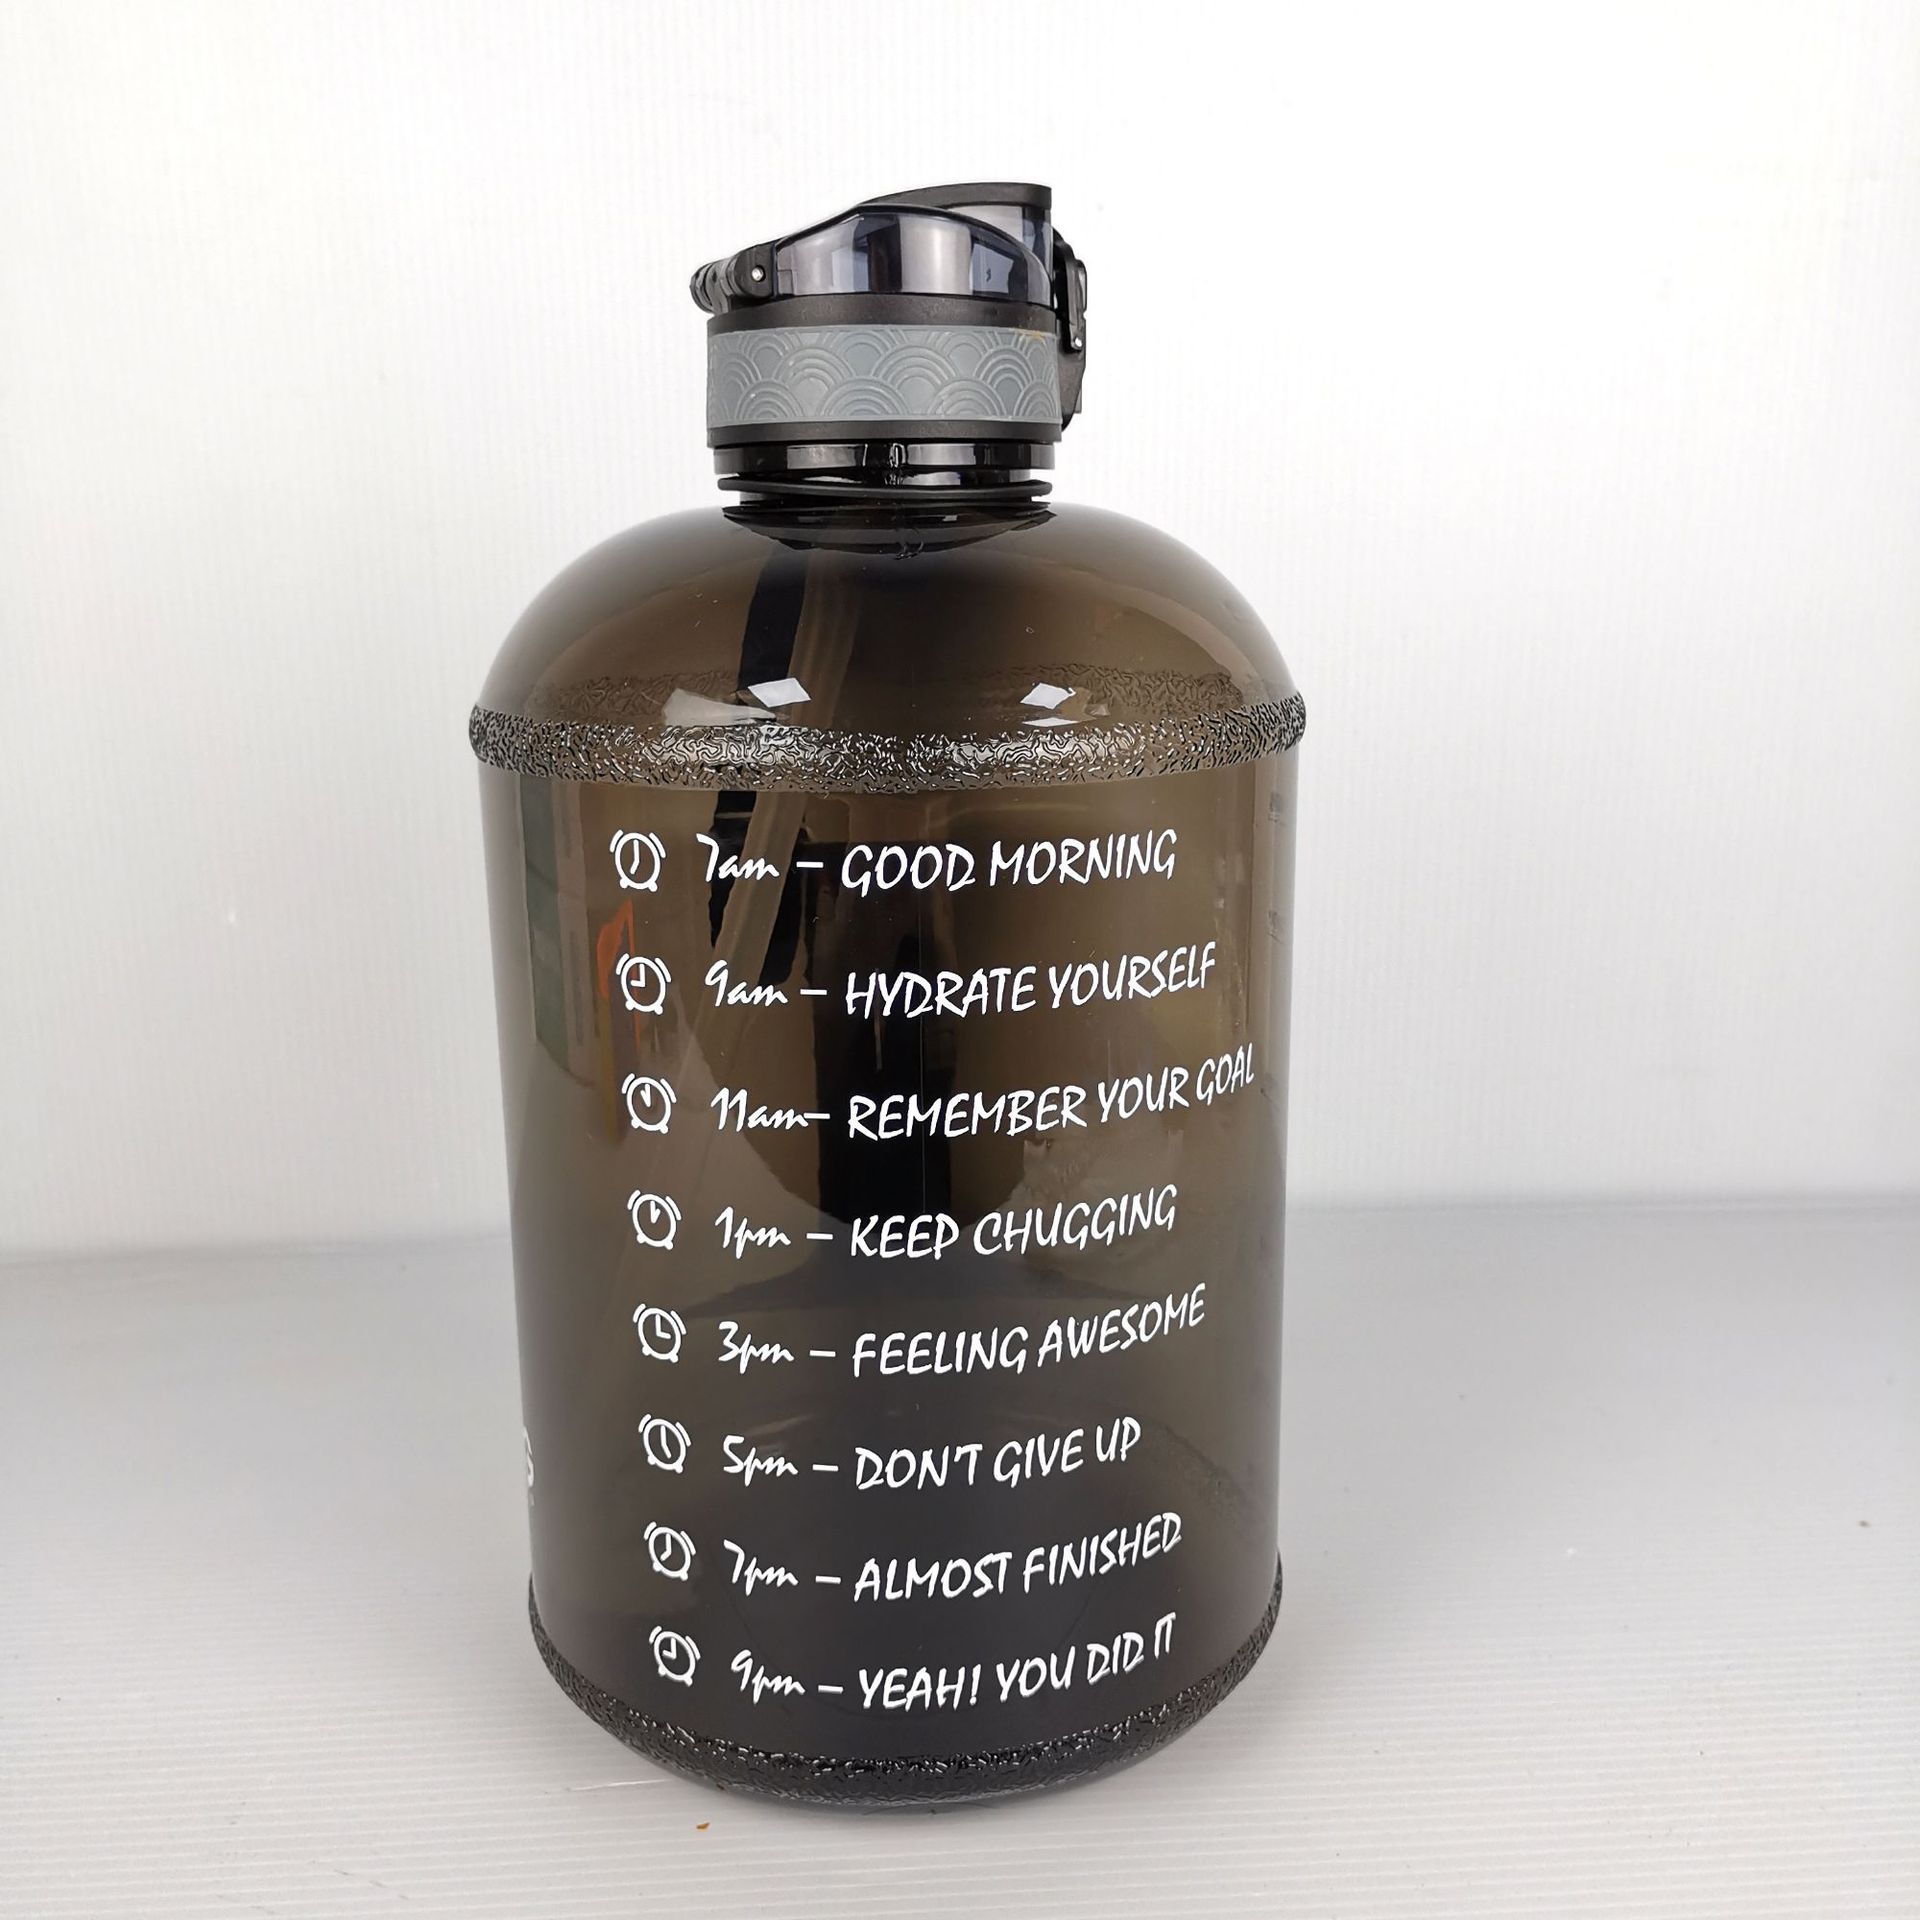 7am – GOOD MORNING
9am – HYDRATE YOURSELF
11am– REMEMBER YOUR GOAL
1pm – KEEP CHUGGING
3pm – FEELING AWESOME
5pm – DON'T GIVE UP
7pm – ALMOST FINISHED
9pm – YEAH! YOU DID IT